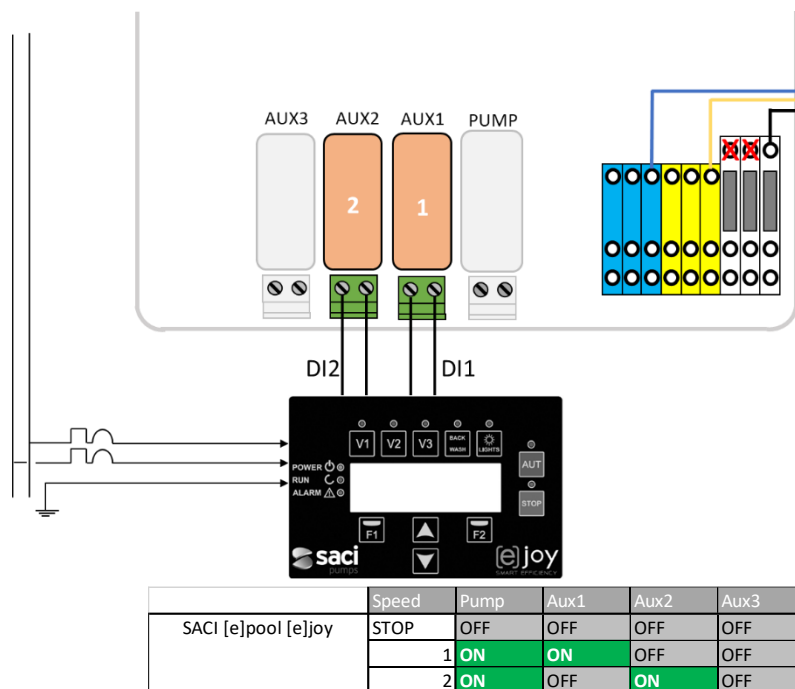 AUX3 AUX2 AUX1 PUMP
2 1
DI2 DI1
V1 V2 V3 BACK WASH LIGHTS
POWER
RUN
ALARM
AUT
STOP
F1 F2
saci
pumps
[e]joy
SMART EFFICIENCY
Speed Pump Aux1 Aux2 Aux3
SACI [e]pool [e]joy STOP OFF OFF OFF OFF
1 ON ON OFF OFF
2 ON OFF ON OFF